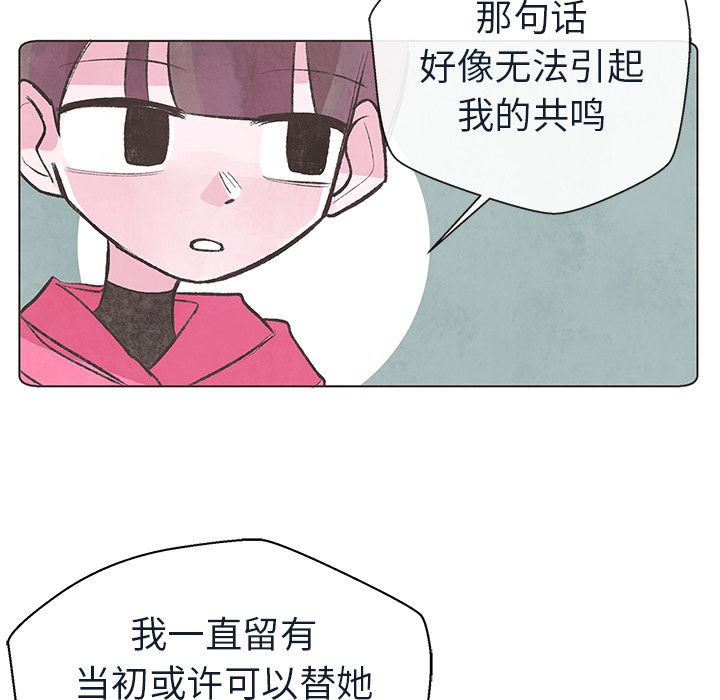 那句话
好像无法引起
我的共鸣
我一直留有
当初或许可以替她